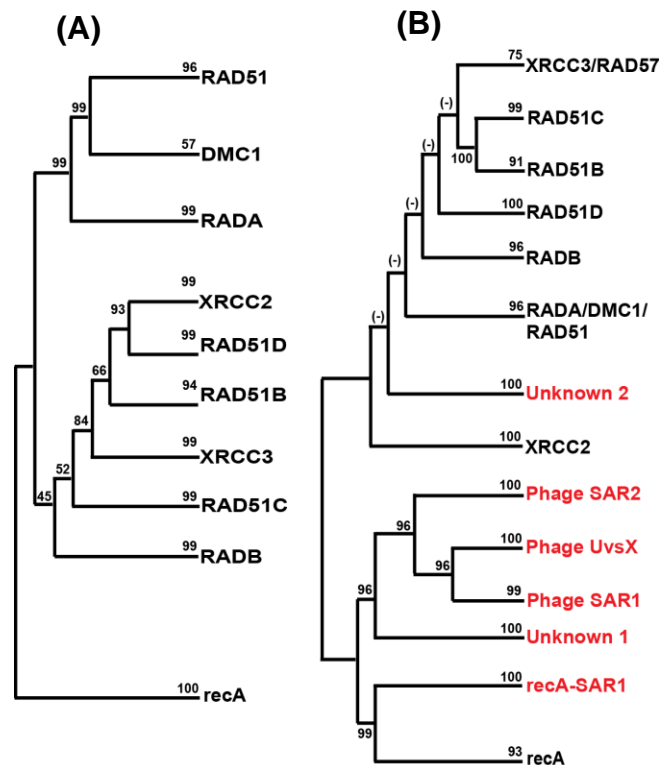 (A)
96
RAD51
99
57
DMC1
99
99
RADA
99
XRCC2
93
99
RAD51D
66
94
RAD51B
84
99
XRCC3
52
99
RAD51C
45
99
RADB
100
recA
(B)
75
XRCC3/RAD57
(-)
99
RAD51C
100
91
RAD51B
(-)
100
RAD51D
(-)
96
RADB
(-)
96
RADA/DMC1/
RAD51
(-)
100
Unknown 2
100
XRCC2
100
Phage SAR2
96
100
Phage UvsX
96
99
Phage SAR1
96
100
Unknown 1
100
recA-SAR1
99
93
recA